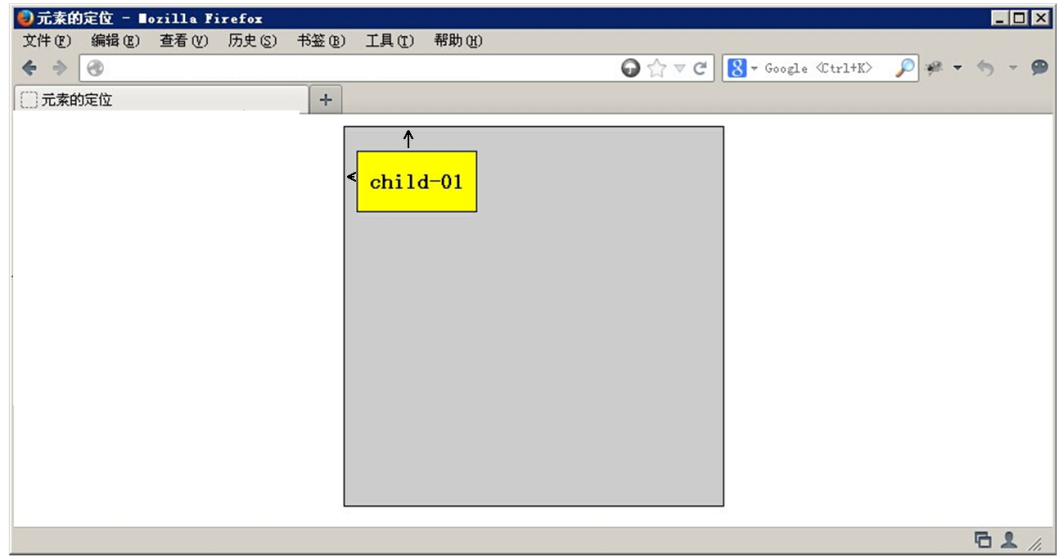 元素的定位 - Mozilla Firefox
文件(F) 编辑(E) 查看(V) 历史(S) 书签(B) 工具(T) 帮助(H)
Google <Ctrl+K>
元素的定位 +
child-01